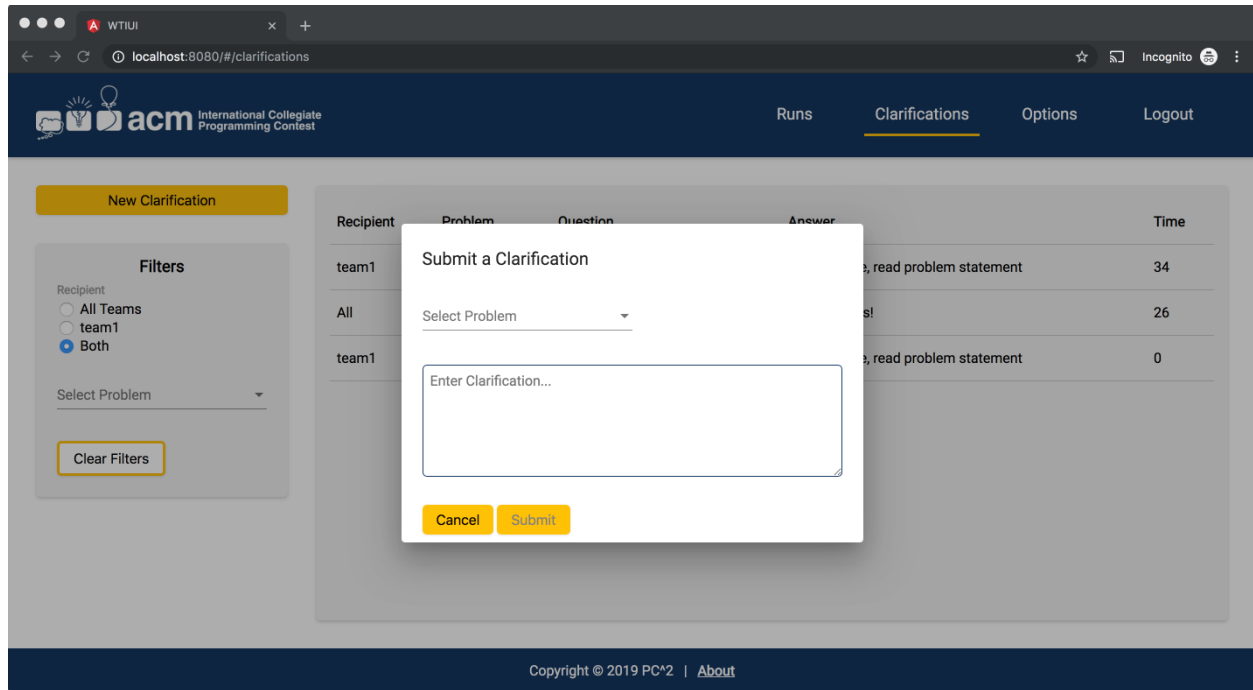 WTIUI
localhost:8080/#/clarifications
Incognito
acm International Collegiate
Programming Contest
Runs Clarifications Options Logout
New Clarification
Filters
Recipient
All Teams
team1
Both
Select Problem
Clear Filters
Recipient Problem Question Answer Time
team1 , read problem statement 34
All s! 26
team1 , read problem statement 0
Submit a Clarification
Select Problem
Enter Clarification...
Cancel Submit
Copyright © 2019 PC^2 | About